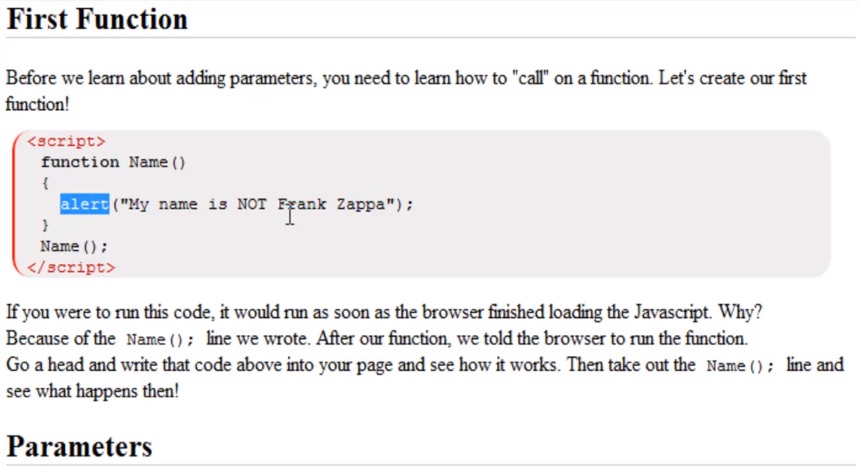 First Function
Before we learn about adding parameters, you need to learn how to "call" on a function. Let's create our first
function!
<script>
function Name()
{
alert("My name is NOT Frank Zappa");
}
Name();
</script>
If you were to run this code, it would run as soon as the browser finished loading the Javascript. Why?
Because of the Name(); line we wrote. After our function, we told the browser to run the function.
Go a head and write that code above into your page and see how it works. Then take out the Name(); line and
see what happens then!
Parameters